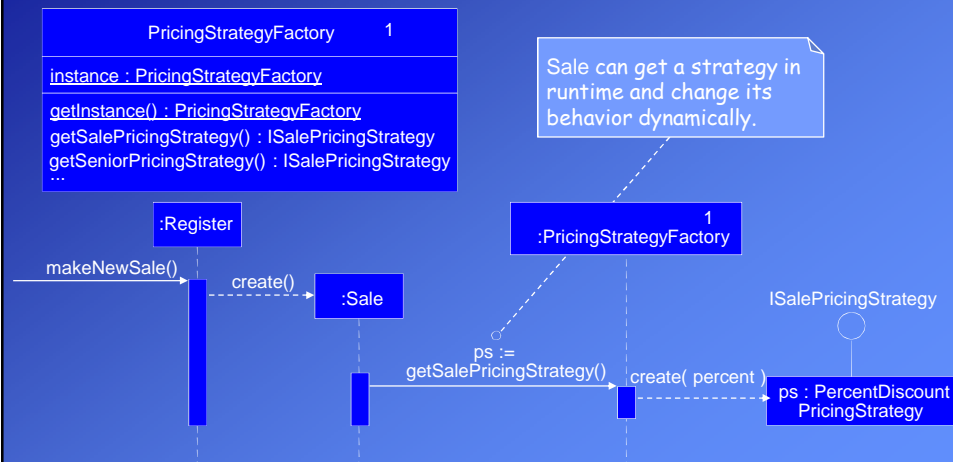 PricingStrategyFactory 1
instance : PricingStrategyFactory
getInstance() : PricingStrategyFactory
getSalePricingStrategy() : ISalePricingStrategy
getSeniorPricingStrategy() : ISalePricingStrategy
...
Sale can get a strategy in
runtime and change its
behavior dynamically.
:Register
1
:PricingStrategyFactory
makeNewSale()
create()
:Sale
ISalePricingStrategy
ps :=
getSalePricingStrategy()
create( percent )
ps : PercentDiscount
PricingStrategy